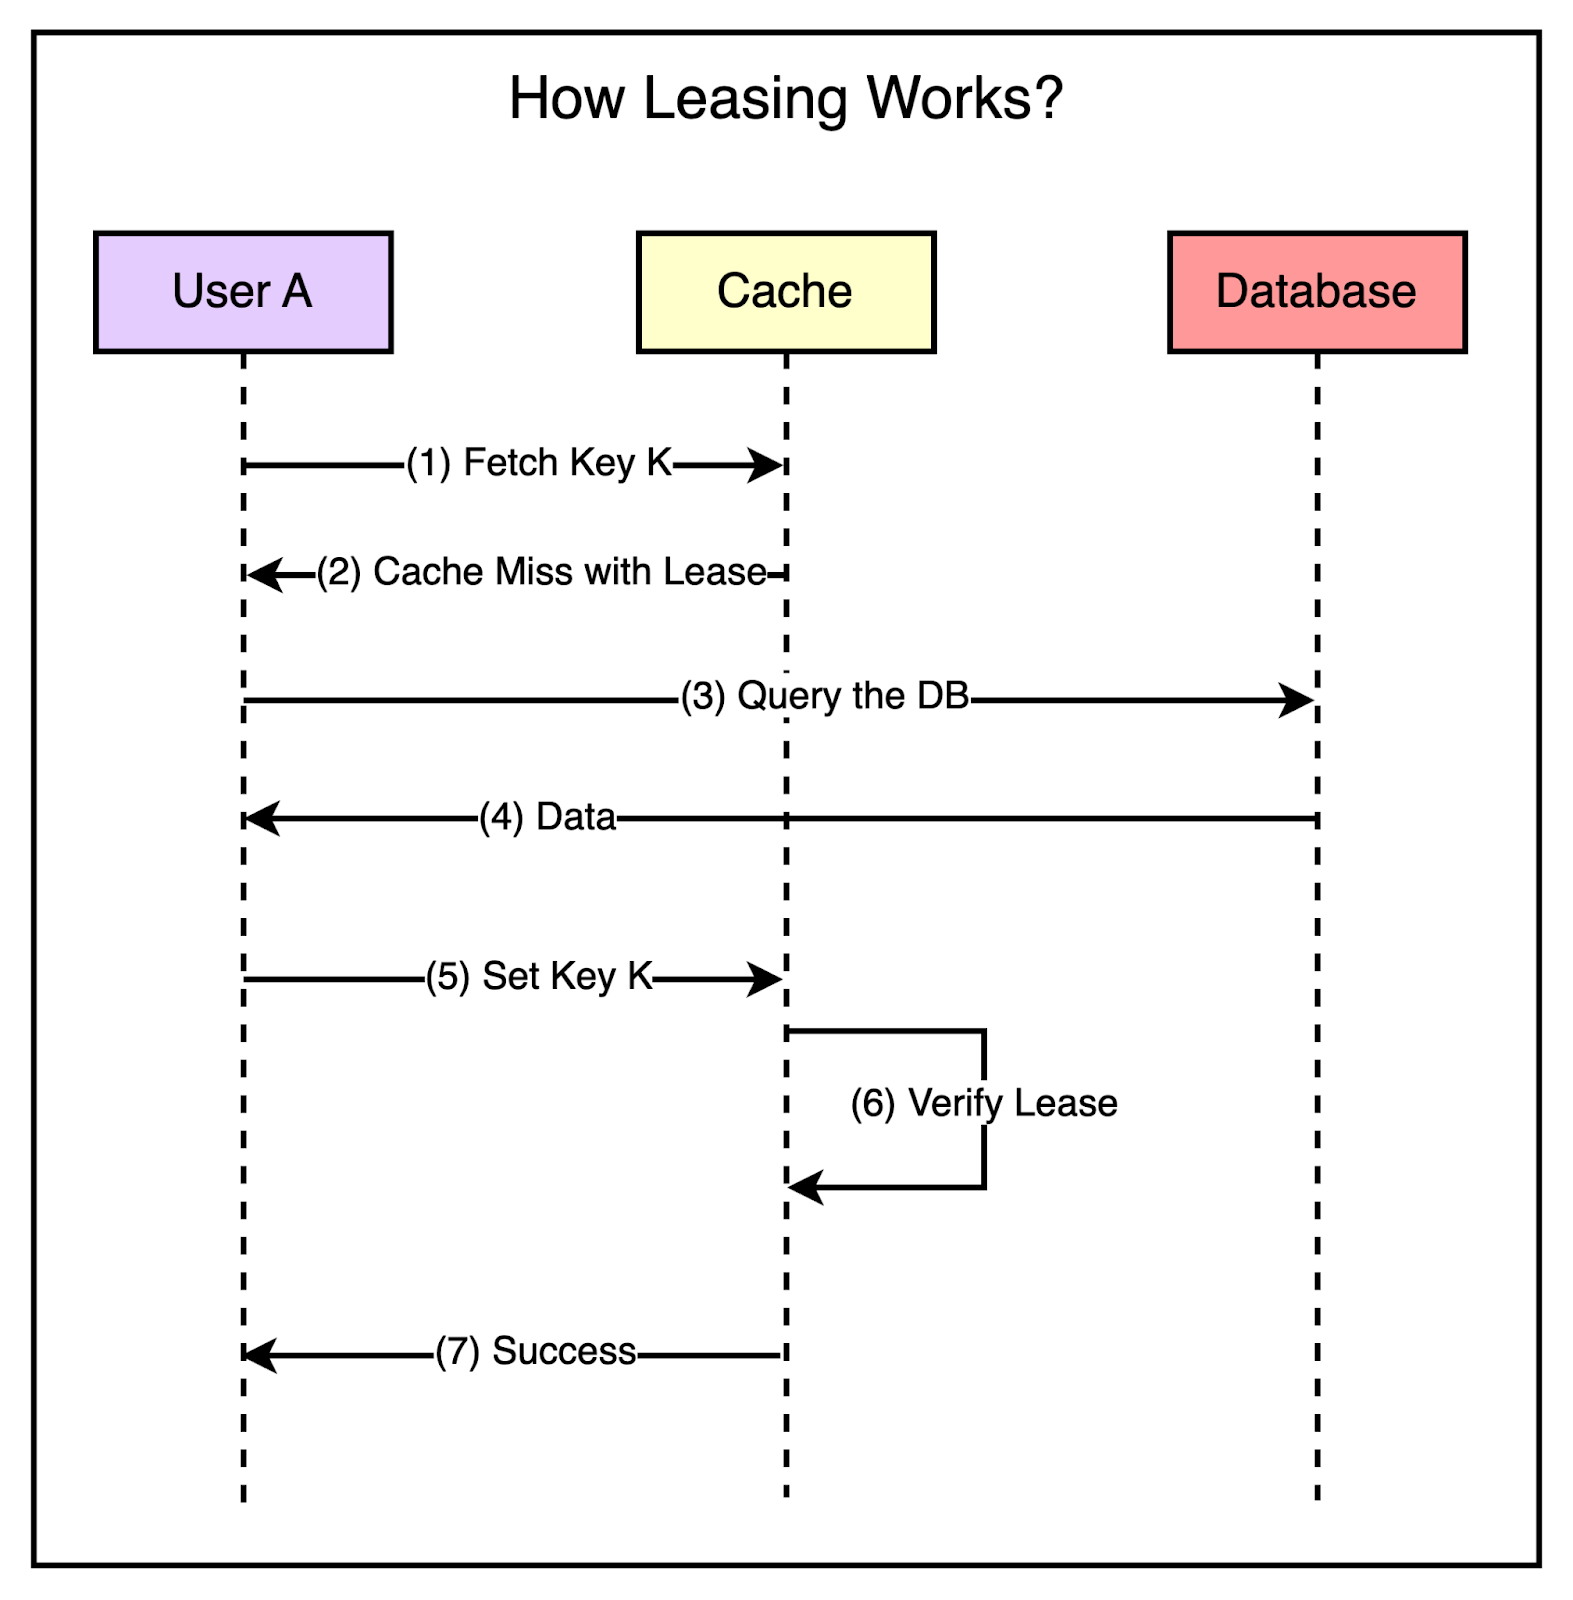 How Leasing Works?
User A
Cache
Database
(1) Fetch Key K
(2) Cache Miss with Lease
(3) Query the DB
(4) Data
(5) Set Key K
(6) Verify Lease
(7) Success